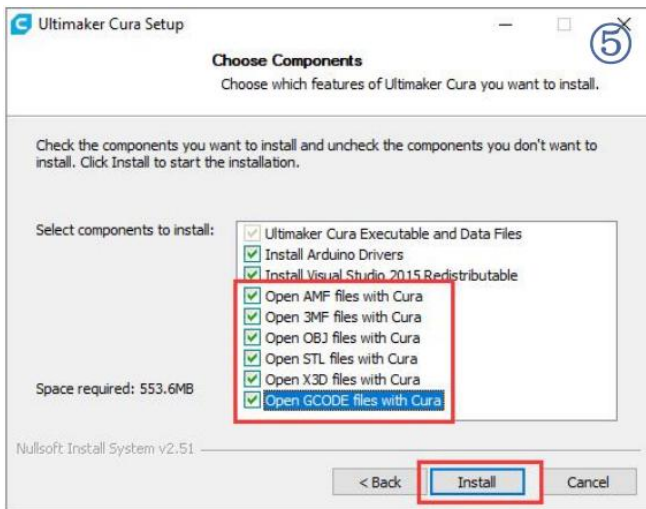 Ultimaker Cura Setup
⑤
Choose Components
Choose which features of Ultimaker Cura you want to install.
Check the components you want to install and uncheck the components you don't want to
install. Click Install to start the installation.
Select components to install:
Ultimaker Cura Executable and Data Files
Install Arduino Drivers
Install Visual Studio 2015 Redistributable
Open AMF files with Cura
Open 3MF files with Cura
Open OBJ files with Cura
Open STL files with Cura
Open X3D files with Cura
Open GCODE files with Cura
Space required: 553.6MB
Nullsoft Install System v2.51
< Back Install Cancel